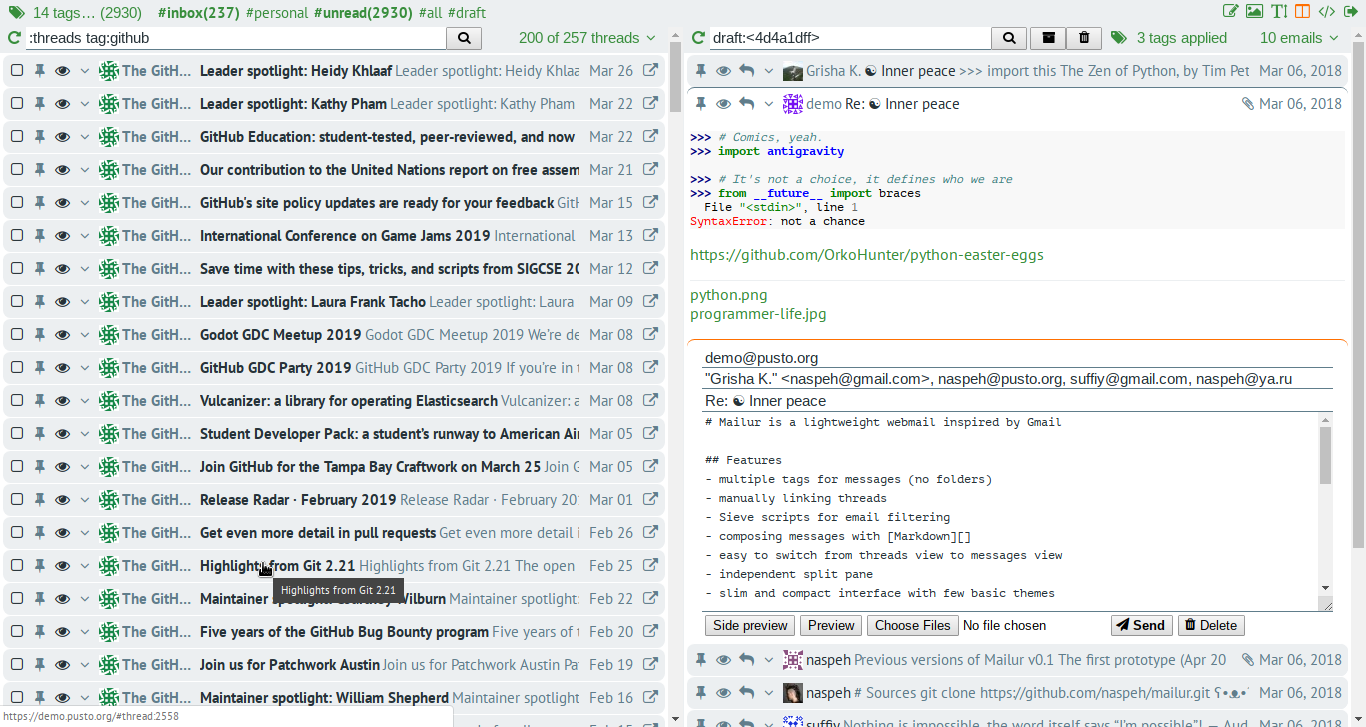 14 tags… (2930) #inbox(237) #personal #unread(2930) #all #draft
:threads tag:github 200 of 257 threads
The GitH… Leader spotlight: Heidy Khlaaf Leader spotlight: Heidy Khlaa Mar 26
The GitH… Leader spotlight: Kathy Pham Leader spotlight: Kathy Pham Mar 22
The GitH… GitHub Education: student-tested, peer-reviewed, and now Mar 22
The GitH… Our contribution to the United Nations report on free assem Mar 21
The GitH… GitHub's site policy updates are ready for your feedback Git Mar 15
The GitH… International Conference on Game Jams 2019 International Mar 13
The GitH… Save time with these tips, tricks, and scripts from SIGCSE 20 Mar 12
The GitH… Leader spotlight: Laura Frank Tacho Leader spotlight: Laura Mar 09
The GitH… Godot GDC Meetup 2019 Godot GDC Meetup 2019 We're de Mar 08
The GitH… GitHub GDC Party 2019 GitHub GDC Party 2019 If you're in t Mar 08
The GitH… Vulcanizer: a library for operating Elasticsearch Vulcanizer: a Mar 08
The GitH… Student Developer Pack: a student's runway to American Ai Mar 05
The GitH… Join GitHub for the Tampa Bay Craftwork on March 25 Join G Mar 05
The GitH… Release Radar · February 2019 Release Radar · February 20 Mar 01
The GitH… Get even more detail in pull requests Get even more detail i Feb 26
The GitH… Highlights from Git 2.21 Highlights from Git 2.21 The open Feb 25
Highlights from Git 2.21
The GitH… Maintainer Wilburn Maintainer spotlight: Feb 22
The GitH… Five years of the GitHub Bug Bounty program Five years of t Feb 20
The GitH… Join us for Patchwork Austin Join us for Patchwork Austin Pa Feb 19
The GitH… Maintainer spotlight: William Shepherd Maintainer spotlight Feb 16
https://demo.pusto.org/#thread:2558
draft:<4d4a1dff> 3 tags applied 10 emails
Grisha K. ☯ Inner peace >>> import this The Zen of Python, by Tim Pet Mar 06, 2018
demo Re: ☯ Inner peace Mar 06, 2018
>>> # Comics, yeah.
>>> import antigravity
>>> # It's not a choice, it defines who we are
>>> from __future__ import braces
File "<stdin>", line 1
SyntaxError: not a chance
https://github.com/OrkoHunter/python-easter-eggs
python.png
programmer-life.jpg
demo@pusto.org
"Grisha K." <naspeh@gmail.com>, naspeh@pusto.org, suffiy@gmail.com, naspeh@ya.ru
Re: ☯ Inner peace
# Mailur is a lightweight webmail inspired by Gmail
## Features
- multiple tags for messages (no folders)
- manually linking threads
- Sieve scripts for email filtering
- composing messages with [Markdown][]
- easy to switch from threads view to messages view
- independent split pane
- slim and compact interface with few basic themes
Side preview Preview Choose Files No file chosen Send Delete
naspeh Previous versions of Mailur v0.1 The first prototype (Apr 20 Mar 06, 2018
naspeh # Sources git clone https://github.com/naspeh/mailur.git Mar 06, 2018
suffiy Nothing is impossible, the word itself says "I'm possible"! — Aud Mar 06, 2018